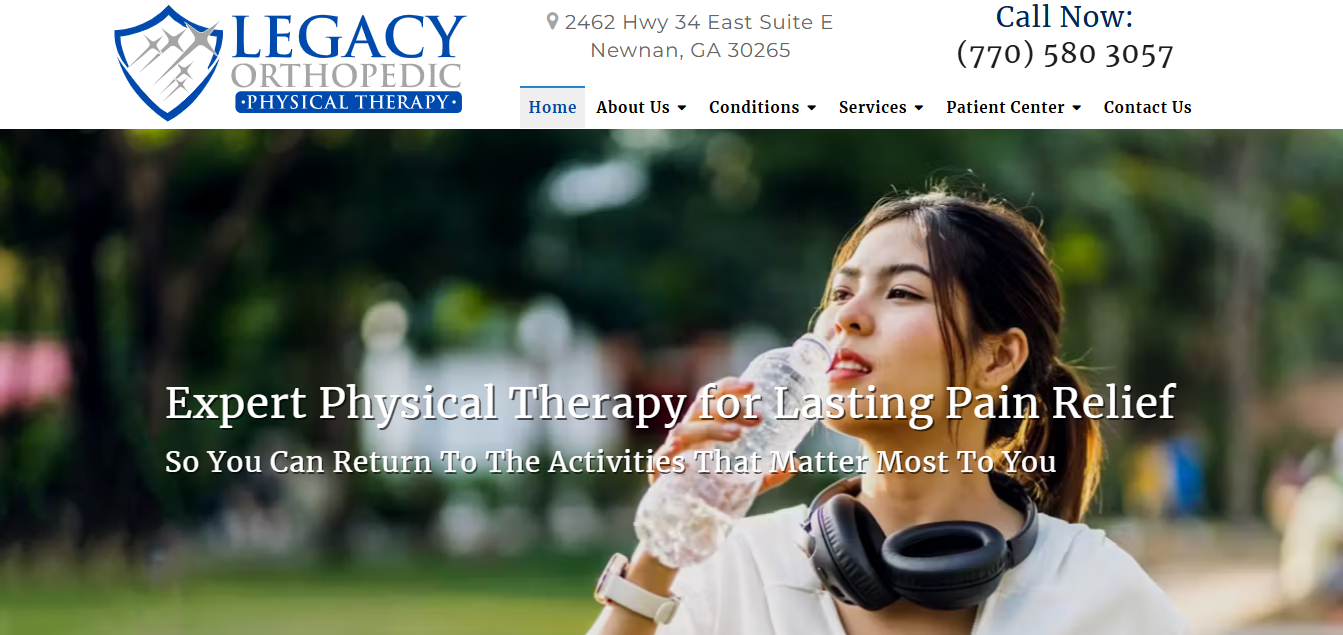 LEGACY
ORTHOPEDIC
·PHYSICAL THERAPY·
2462 Hwy 34 East Suite E
Newnan, GA 30265
Call Now:
(770) 580 3057
Home About Us Conditions Services Patient Center Contact Us
Expert Physical Therapy for Lasting Pain Relief
So You Can Return To The Activities That Matter Most To You